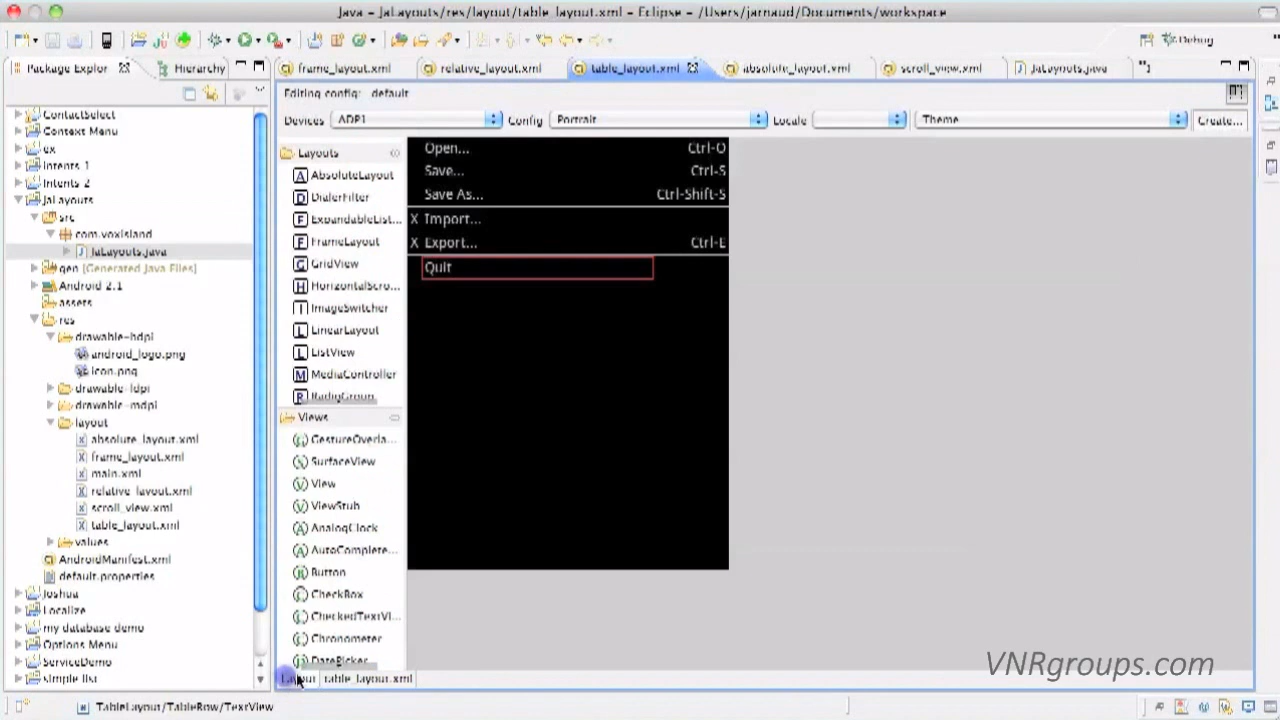 Java - JaLayouts/res/layout/table_layout.xml - Eclipse - /Users/jarnaud/Documents/workspace
Debug
Package Explor
Hierarchy
frame_layout.xml
relative_layout.xml
table_layout.xml
absolute_layout.xml
scroll_view.xml
JaLayouts.java
Editing config: default
Devices ADP1 Config Portrait Locale Theme Create...
ContactSelect
Context Menu
ex
Intents 1
Intents 2
JaLayouts
src
com.voxisland
JaLayouts.java
gen [Generated Java Files]
Android 2.1
assets
res
drawable-hdpi
android_logo.png
icon.png
drawable-ldpi
drawable-mdpi
layout
absolute_layout.xml
frame_layout.xml
main.xml
relative_layout.xml
scroll_view.xml
table_layout.xml
values
AndroidManifest.xml
default.properties
Joshua
Localize
my database demo
Options Menu
ServiceDemo
simple list
Layouts
AbsoluteLayout
DialerFilter
ExpandableList...
FrameLayout
GridView
HorizontalScro...
ImageSwitcher
LinearLayout
ListView
MediaController
RadioGroup
Views
GestureOverla...
SurfaceView
View
ViewStub
AnalogClock
AutoComplete...
Button
CheckBox
CheckedTextVi...
Chronometer
DatePicker
Open... Ctrl-O
Save... Ctrl-S
Save As... Ctrl-Shift-S
X Import...
X Export... Ctrl-E
Quit
VNRgroups.com
Layout table_layout.xml
TableLayout/TableRow/TextView